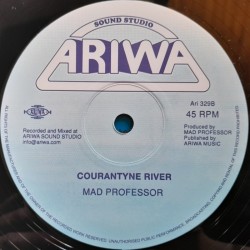 SOUND STUDIO
ARIWA
Ari 329B
45 RPM
Recorded and Mixed at
ARIWA SOUND STUDIO
info@ariwa.com
Produced by
MAD PROFESSOR
Published by
ARIWA MUSIC
COURANTYNE RIVER
MAD PROFESSOR